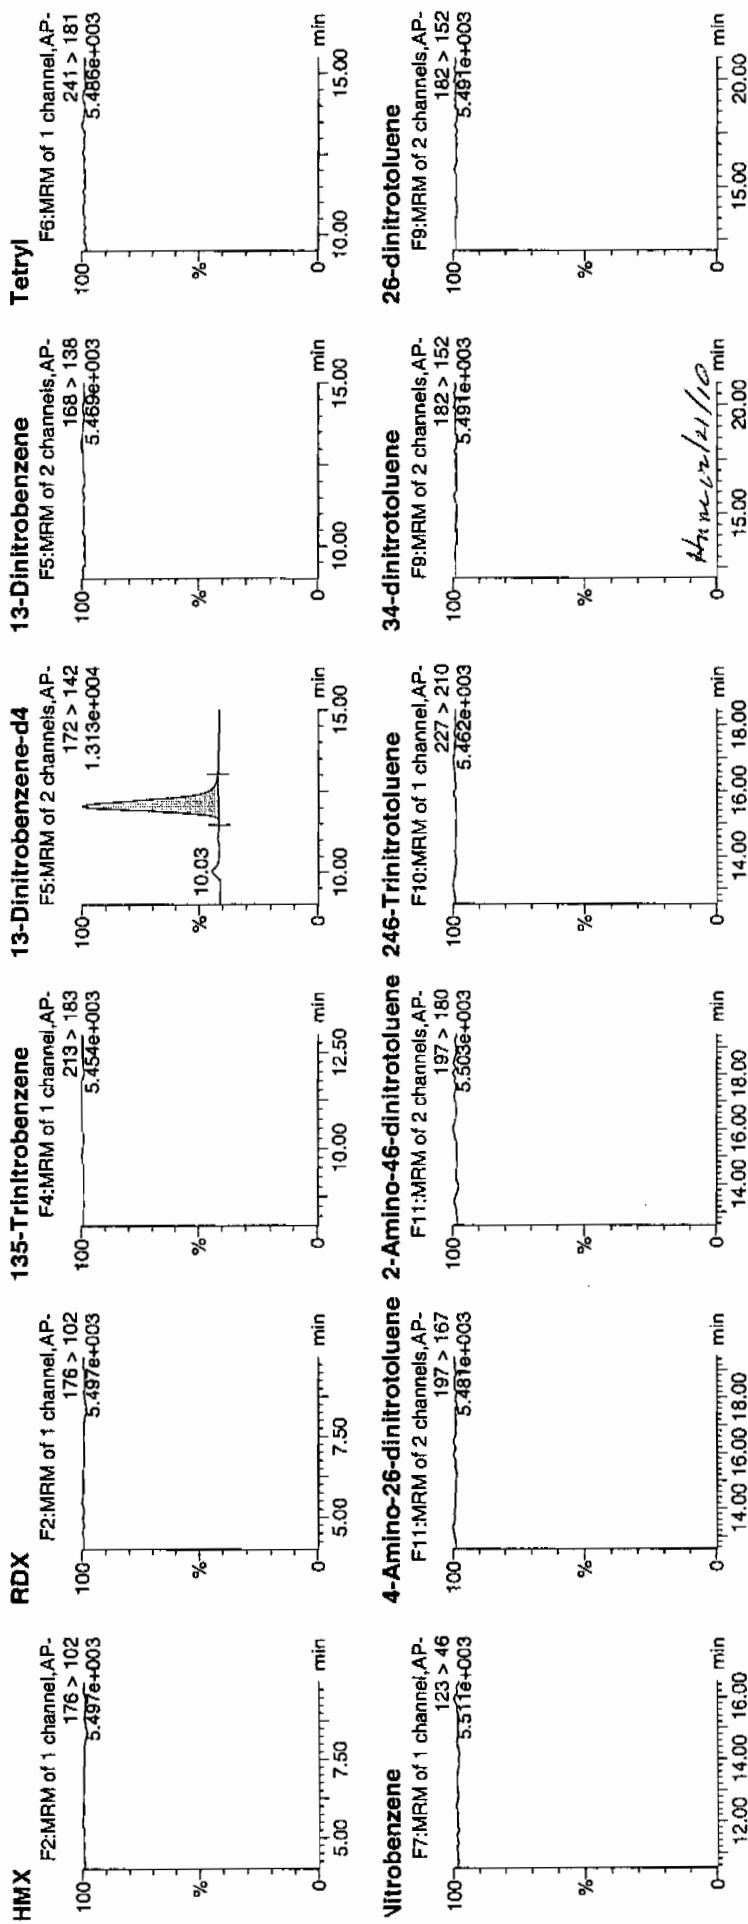 HMX
F2:MRM of 1 channel,AP-
176 > 102
5.497e+003
100
%
0
5.00 7.50 min
RDX
F2:MRM of 1 channel,AP-
176 > 102
5.497e+003
100
%
0
5.00 7.50 min
135-Trinitrobenzene
F4:MRM of 1 channel,AP-
213 > 183
5.454e+003
100
%
0
10.00 12.50 min
13-Dinitrobenzene-d4
F5:MRM of 2 channels,AP-
172 > 142
1.313e+004
100
10.03
%
0
10.00 15.00 min
13-Dinitrobenzene
F5:MRM of 2 channels,AP-
168 > 138
5.469e+003
100
%
0
10.00 15.00 min
Tetryl
F6:MRM of 1 channel,AP-
241 > 181
5.486e+003
100
%
0
10.00 15.00 min
Nitrobenzene
F7:MRM of 1 channel,AP-
123 > 46
5.511e+003
100
%
0
12.00 14.00 16.00 min
4-Amino-26-dinitrotoluene
F11:MRM of 2 channels,AP-
197 > 167
5.481e+003
100
%
0
14.00 16.00 18.00 min
2-Amino-46-dinitrotoluene
F11:MRM of 2 channels,AP-
197 > 180
5.503e+003
100
%
0
14.00 16.00 18.00 min
246-Trinitrotoluene
F10:MRM of 1 channel,AP-
227 > 210
5.462e+003
100
%
0
14.00 16.00 18.00 min
34-dinitrotoluene
F9:MRM of 2 channels,AP-
182 > 152
5.491e+003
100
%
0
15.00 20.00 min
26-dinitrotoluene
F9:MRM of 2 channels,AP-
182 > 152
5.491e+003
100
%
0
15.00 20.00 min